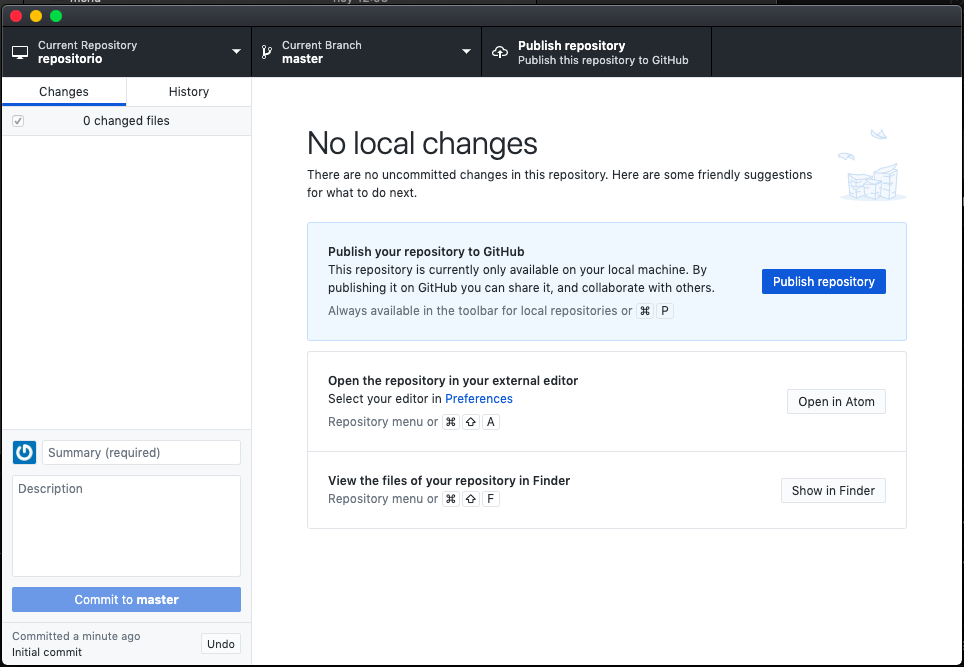 Current Repository
repositorio
Current Branch
master
Publish repository
Publish this repository to GitHub
Changes
History
0 changed files
No local changes
There are no uncommitted changes in this repository. Here are some friendly suggestions
for what to do next.
Publish your repository to GitHub
This repository is currently only available on your local machine. By
publishing it on GitHub you can share it, and collaborate with others.
Always available in the toolbar for local repositories or ⌘ P
Publish repository
Open the repository in your external editor
Select your editor in Preferences
Repository menu or ⌘ ⇧ A
Open in Atom
View the files of your repository in Finder
Repository menu or ⌘ ⇧ F
Show in Finder
Summary (required)
Description
Commit to master
Committed a minute ago
Initial commit
Undo